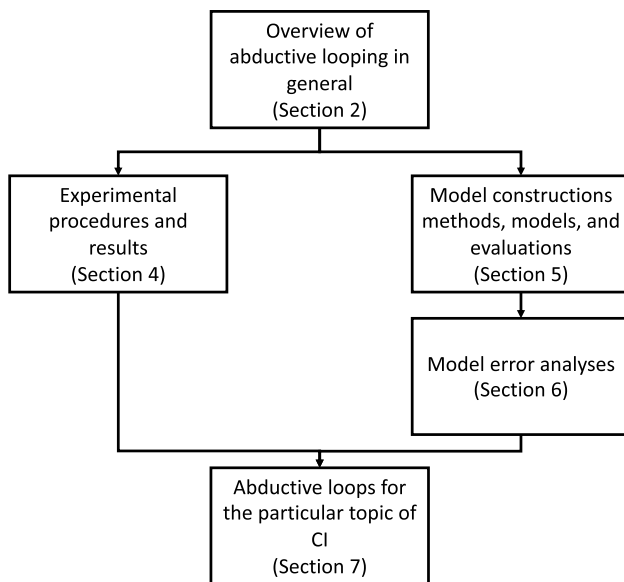 Overview of
abductive looping in
general
(Section 2)
Experimental
procedures and
results
(Section 4)
Model constructions
methods, models, and
evaluations
(Section 5)
Model error analyses
(Section 6)
Abductive loops for
the particular topic of
CI
(Section 7)